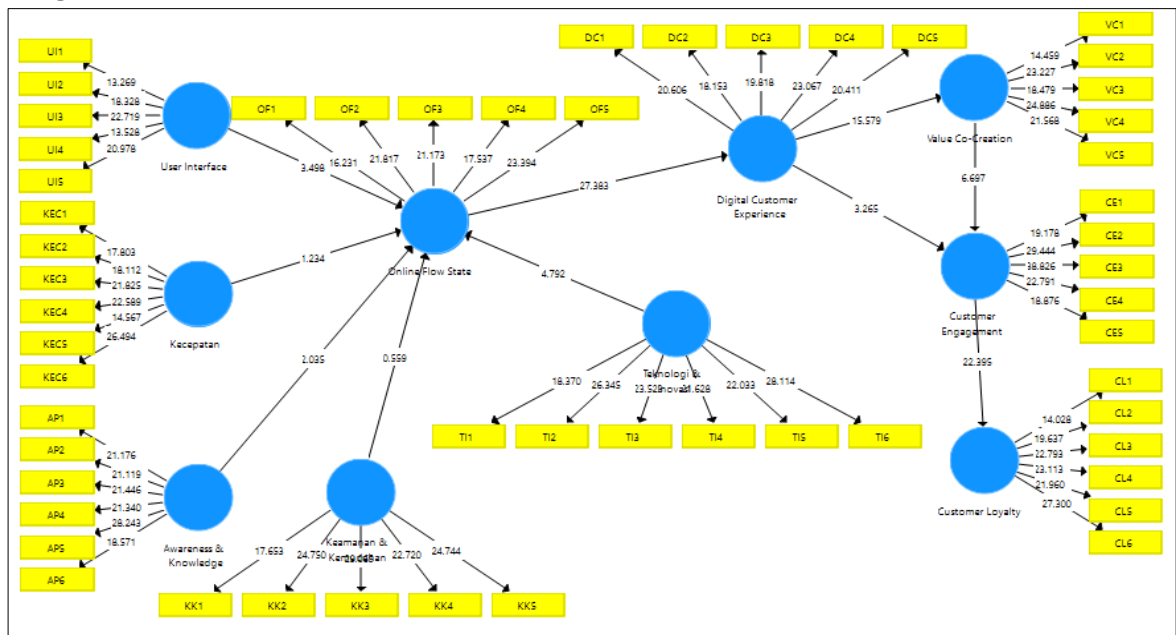 UI1
UI2
UI3
UI4
UI5
13.269
18.328
22.719
13.528
20.978
User Interface
3.498
OF1
OF2
OF3
OF4
OF5
16.231
21.817
21.173
17.537
23.394
Online Flow State
27.383
DC1
DC2
DC3
DC4
DC5
20.606
18.153
19.818
23.067
20.411
Digital Customer
Experience
15.579
3.265
VC1
VC2
VC3
VC4
VC5
14.459
23.227
18.479
24.886
21.568
Value Co-Creation
6.697
KEC1
KEC2
KEC3
KEC4
KEC5
KEC6
17.803
18.112
21.825
22.589
14.567
26.494
Kecepatan
1.234
CE1
CE2
CE3
CE4
CE5
19.178
29.444
38.826
22.791
18.876
Customer
Engagement
22.395
4.792
Teknologi &
Inovasi
18.370
26.345
23.529
22.033
28.114
TI1
TI2
TI3
TI4
TI5
TI6
AP1
AP2
AP3
AP4
AP5
AP6
21.176
21.119
21.446
21.340
28.243
18.571
Awareness &
Knowledge
2.035
0.559
Keamanan &
17.653
24.750
22.720
24.744
KK1
KK2
KK3
KK4
KK5
CL1
CL2
CL3
CL4
CL5
CL6
14.028
19.637
22.793
23.113
21.960
27.300
Customer Loyalty